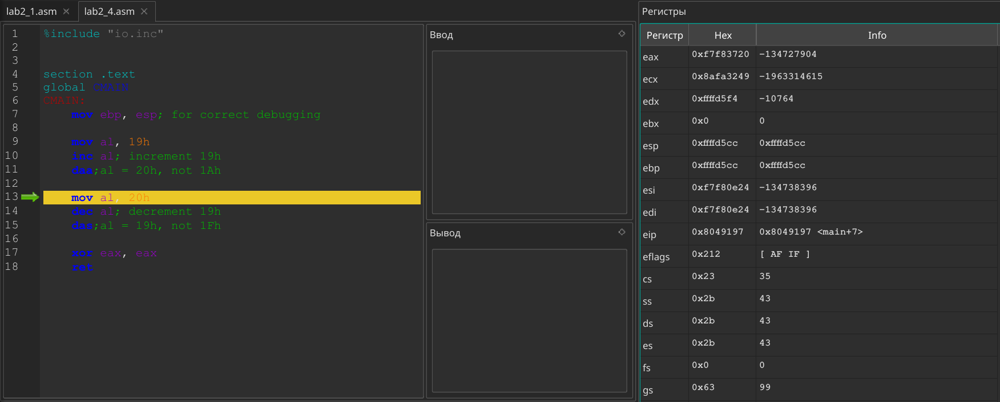 lab2_1.asm
lab2_4.asm
1 %include "io.inc"
2
3
4 section .text
5 global CMAIN
6 CMAIN:
7 mov ebp, esp; for correct debugging
8
9 mov al, 19h
10 inc al; increment 19h
11 daa;al = 20h, not 1Ah
12
13 mov al, 20h
14 dec al; decrement 19h
15 das;al = 19h, not 1Fh
16
17 xor eax, eax
18 ret
Ввод
Вывод
Регистры
Регистр Hex Info
eax 0xf7f83720 -134727904
ecx 0x8afa3249 -1963314615
edx 0xffffd5f4 -10764
ebx 0x0 0
esp 0xffffd5cc 0xffffd5cc
ebp 0xffffd5cc 0xffffd5cc
esi 0xf7f80e24 -134738396
edi 0xf7f80e24 -134738396
eip 0x8049197 0x8049197 <main+7>
eflags 0x212 [ AF IF ]
cs 0x23 35
ss 0x2b 43
ds 0x2b 43
es 0x2b 43
fs 0x0 0
gs 0x63 99